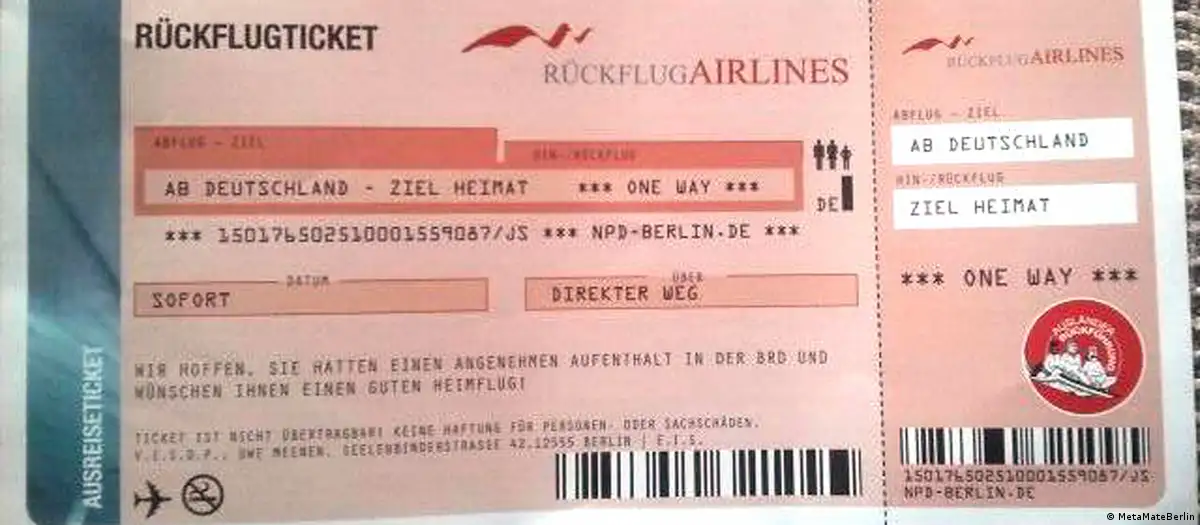 RÜCKFLUGTICKET
RÜCKFLUGAIRLINES
ABFLUG - ZIEL
HIN-/RÜCKFLUG
AB DEUTSCHLAND - ZIEL HEIMAT *** ONE WAY ***
DE
*** 150176502510001559087/JS *** NPD-BERLIN.DE ***
DATUM
ÜBER
SOFORT
DIREKTER WEG
WIR HOFFEN, SIE HATTEN EINEN ANGENEHMEN AUFENTHALT IN DER BRD UND
WÜNSCHEN IHNEN EINEN GUTEN HEIMFLUG!
TICKET IST NICHT ÜBERTRAGBAR! KEINE HAFTUNG FÜR PERSONEN- ODER SACHSCHÄDEN.
V.I.S.D.P., UWE MEENEN, SEELENBINDERSTRASSE 42,12555 BERLIN | E.I.S.
AUSREISETICKET
RÜCKFLUGAIRLINES
ABFLUG - ZIEL
AB DEUTSCHLAND
HIN-/RÜCKFLUG
ZIEL HEIMAT
*** ONE WAY ***
AUSLÄNDER
RÜCKFÜHRUNG
150176502510001559087/JS
NPD-BERLIN.DE
© MetaMateBerlin